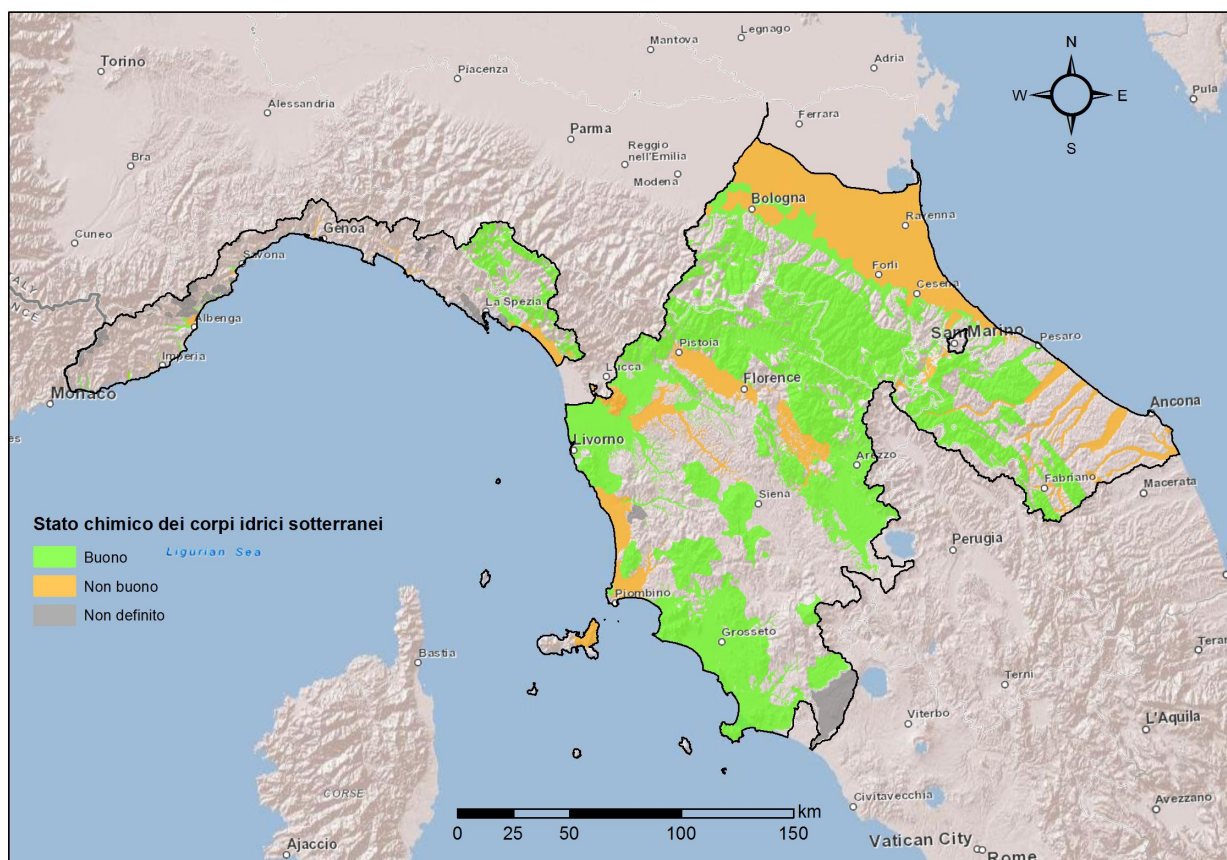 Legnago
Mantova
N
Torino
Adria
Piacenza
W
E
Pula
Alessandria
Ferrara
Parma
S
Bra
Reggio
nell'Emilia
Modena
Bologna
Ravenna
Cuneo
Genoa
Savona
Forlì
Cesena
ITALY
La Spezia
Albenga
San Marino
Pesaro
Imperia
Pistoia
Lucca
Florence
Monaco
Ancona
Livorno
Arezzo
Fabriano
Macerata
Siena
Stato chimico dei corpi idrici sotterranei
Buono
Ligurian Sea
Perugia
Non buono
Piombino
Non definito
Grosseto
Bastia
Terni
Viterbo
L'Aquila
CORSE
Civitavecchia
Avezzano
km
0 25 50 100 150
Ajaccio
Vatican City
Rome